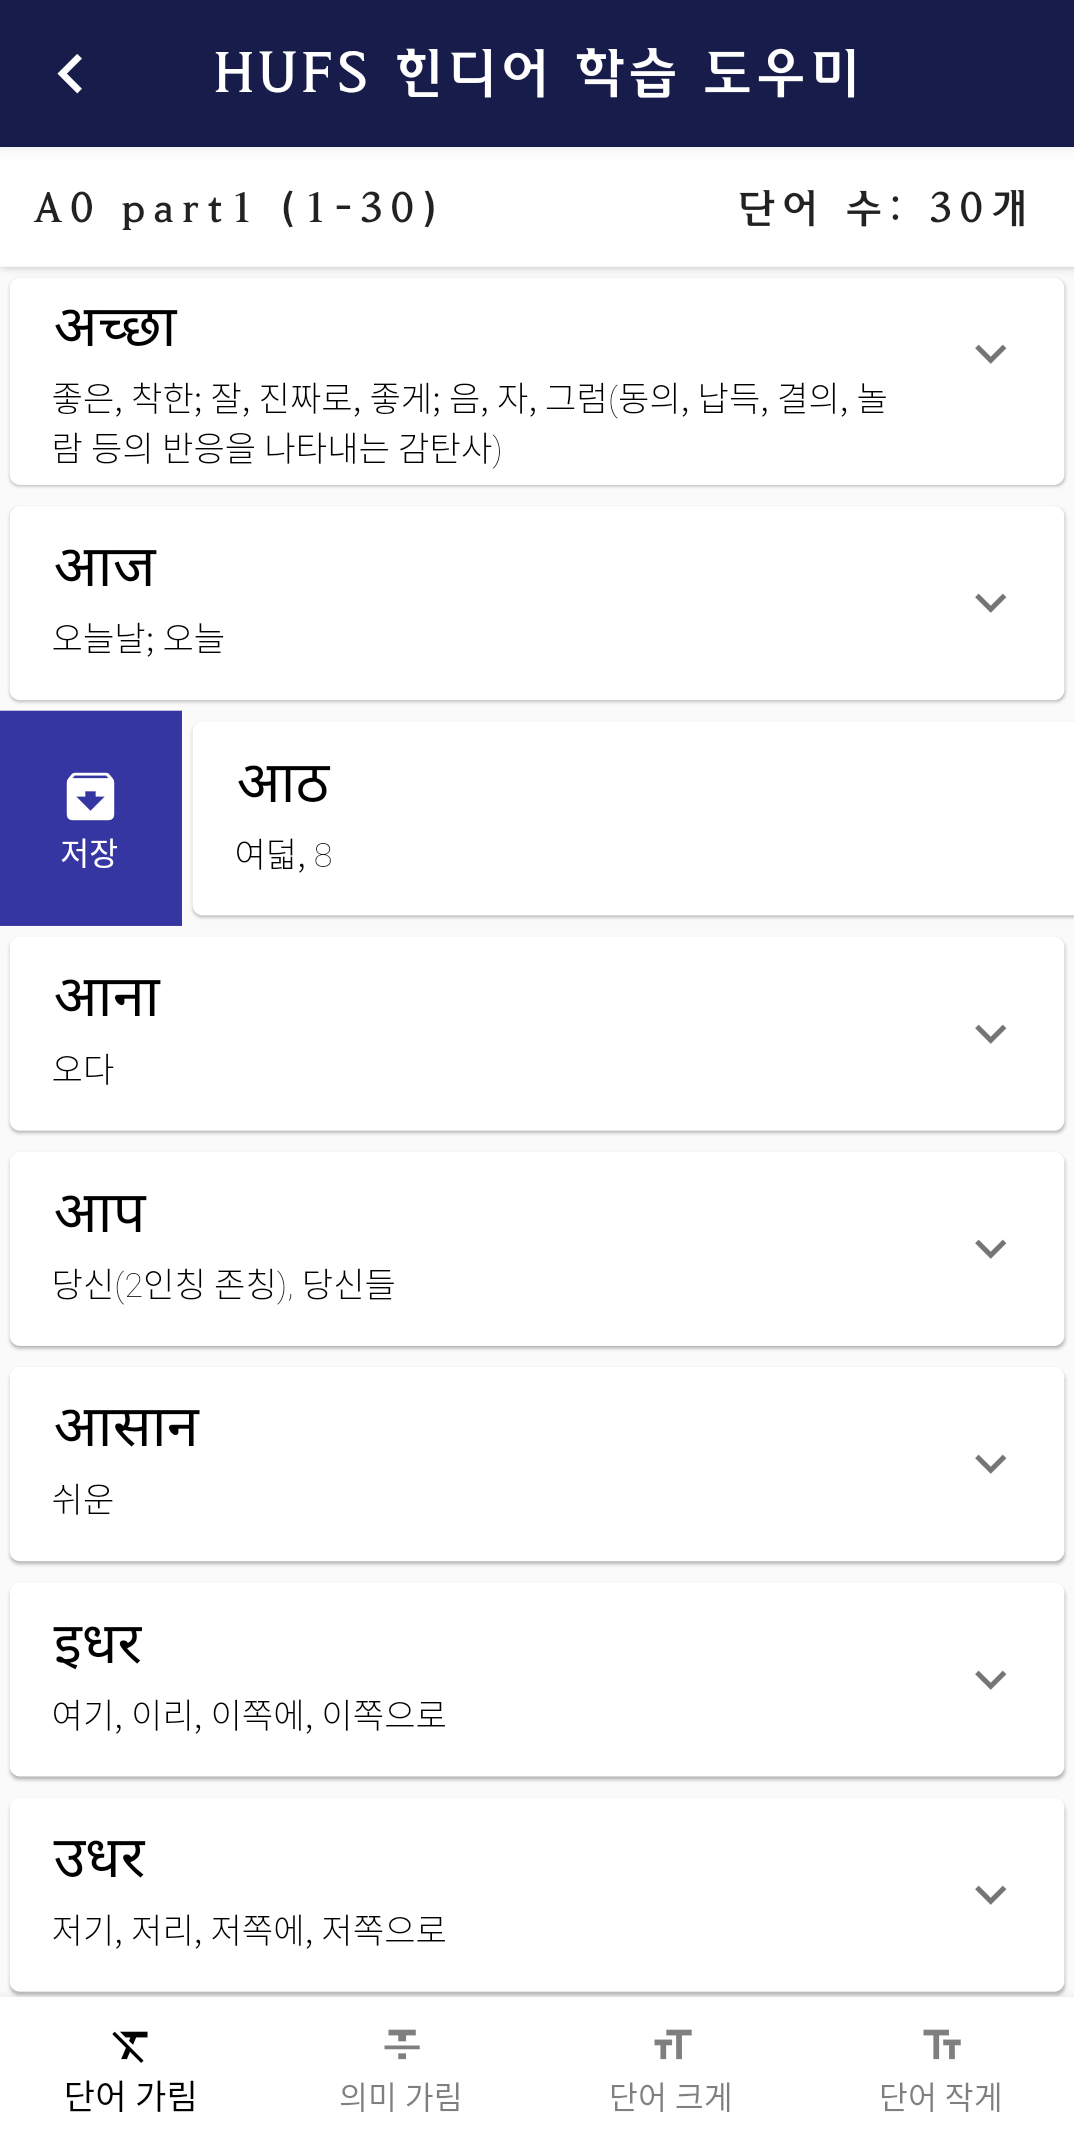 HUFS 힌디어 학습 도우미
A0 part1 (1-30) 단어 수: 30개
अच्छा
좋은, 착한; 잘, 진짜로, 좋게; 음, 자, 그럼(동의, 납득, 결의, 놀
람 등의 반응을 나타내는 감탄사)
आज
오늘날; 오늘
저장
आठ
여덟, 8
आना
오다
आप
당신(2인칭 존칭), 당신들
आसान
쉬운
इधर
여기, 이리, 이쪽에, 이쪽으로
उधर
저기, 저리, 저쪽에, 저쪽으로
단어 가림 의미 가림 단어 크게 단어 작게